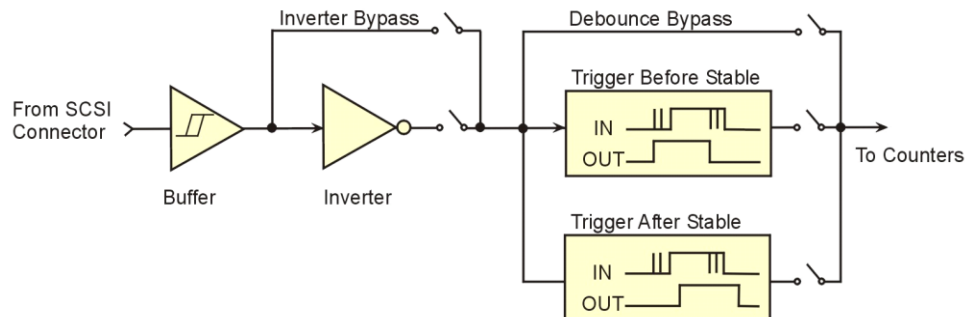 Inverter Bypass
Debounce Bypass
From SCSI
Connector
Trigger Before Stable
IN
OUT
To Counters
Buffer
Inverter
Trigger After Stable
IN
OUT